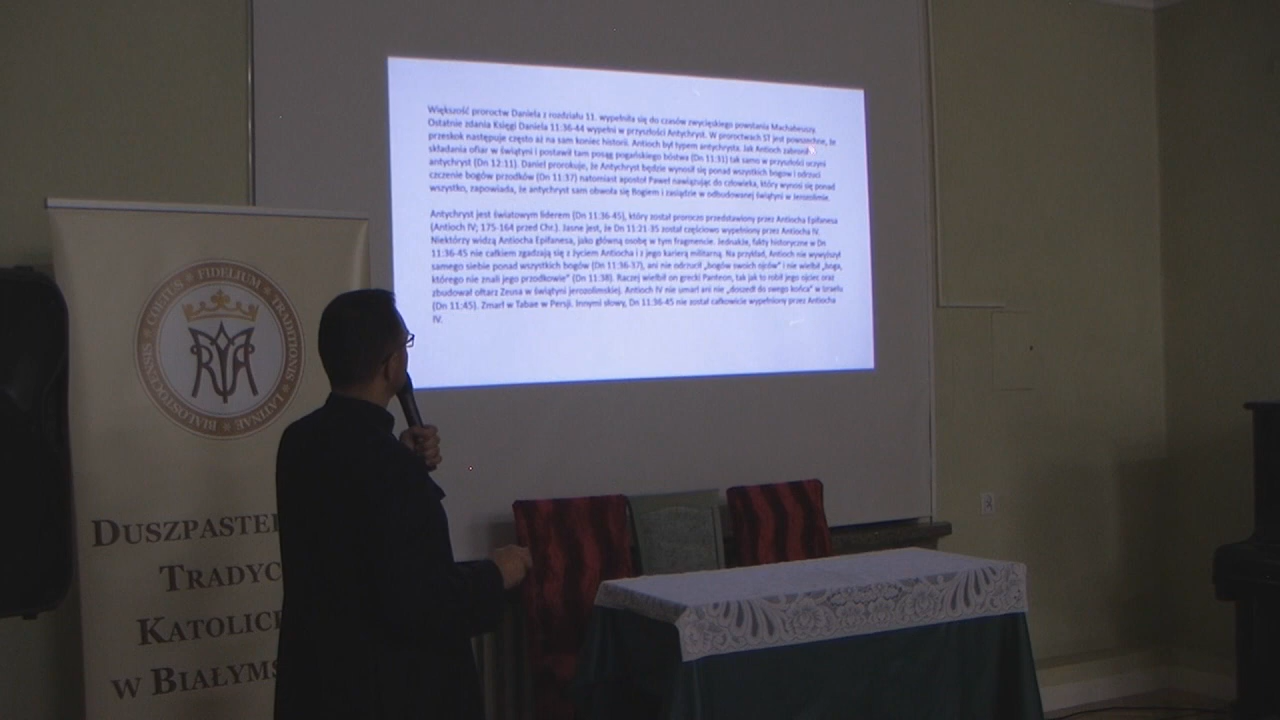 Większość proroctw Daniela z rozdziału 11. wypełniła się do czasów zwycięskiego powstania Machabeuszy.
Ostatnie zdania Księgi Daniela 11:36-44 wypełni w przyszłości Antychryst. W proroctwach ST jest powszechne, że
przeskok następuje często aż na sam koniec historii. Antioch był typem antychrysta. Jak Antioch zabronił
składania ofiar w świątyni i postawił tam posąg pogańskiego bóstwa (Dn 11:31) tak samo w przyszłości uczyni
antychryst (Dn 12:11). Daniel prorokuje, że Antychryst będzie wynosił się ponad wszystkich bogów i odrzuci
czczenie bogów przodków (Dn 11:37) natomiast apostoł Paweł nawiązując do człowieka, który wynosi się ponad
wszystko, zapowiada, że antychryst sam obwoła się Bogiem i zasiądzie w odbudowanej świątyni w Jerozolimie.
Antychryst jest światowym liderem (Dn 11:36-45), który został proroczo przedstawiony przez Antiocha Epifanesa
(Antioch IV; 175-164 przed Chr.). Jasne jest, że Dn 11:21-35 został częściowo wypełniony przez Antiocha IV.
Niektórzy widzą Antiocha Epifanesa, jako główną osobę w tym fragmencie. Jednakże, fakty historyczne w Dn
11:36-45 nie całkiem zgadzają się z życiem Antiocha i z jego karierą militarną. Na przykład, Antioch nie wywyższył
samego siebie ponad wszystkich bogów (Dn 11:36-37), ani nie odrzucił „bogów swoich ojców" i nie wielbił „boga,
którego nie znali jego przodkowie" (Dn 11:38). Raczej wielbił on grecki Panteon, tak jak to robił jego ojciec oraz
zbudował ołtarz Zeusa w świątyni jerozolimskiej. Antioch IV nie umarł ani nie „doszedł do swego końca" w Izraelu
(Dn 11:45). Zmarł w Tabae w Persji. Innymi słowy, Dn 11:36-45 nie został całkowicie wypełniony przez Antiocha
IV.
CŒTUS FIDELIUM TRADITIONIS LATINAE BIALOSTOCENSIS
DUSZPASTE
TRADYC
KATOLIC
W BIAŁYMS